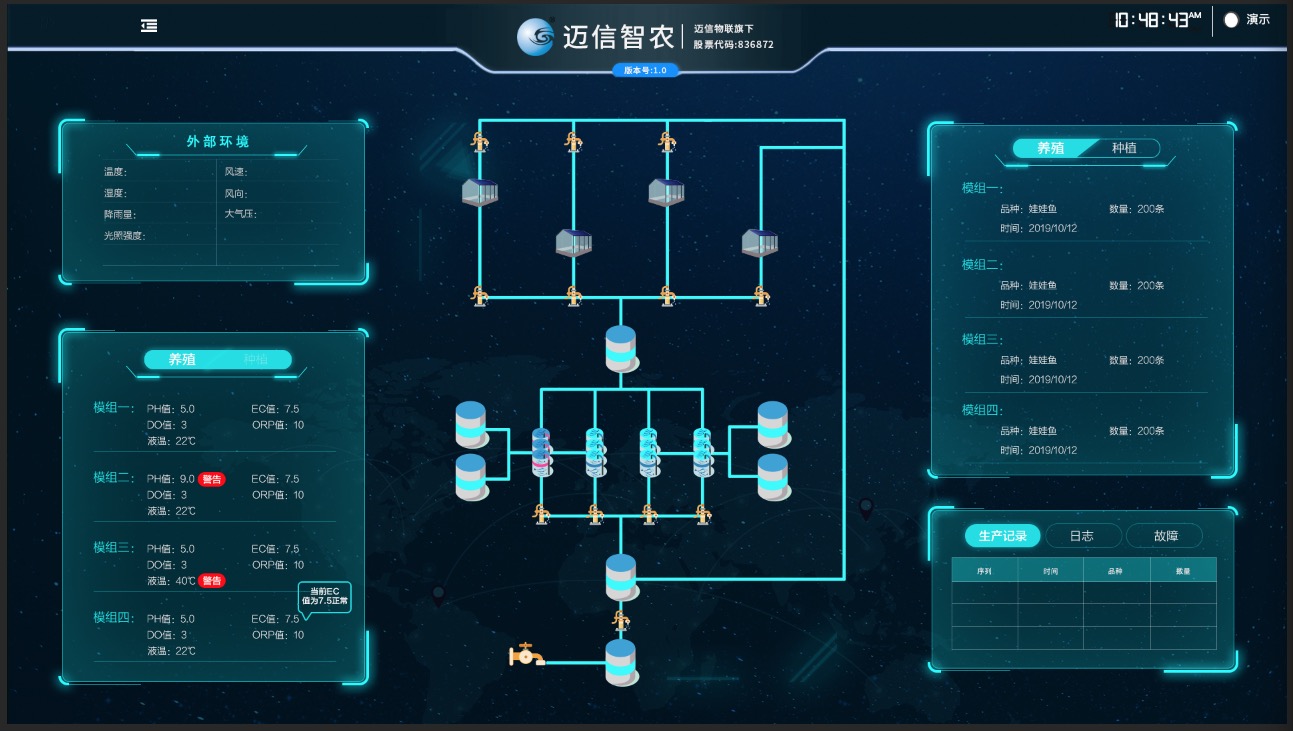 迈信智农
迈信物联旗下
股票代码:836872
版本号:1.0
10:48:43AM
演示
外部环境
温度:
风速:
湿度:
风向:
降雨量:
大气压:
光照强度:
养殖 种植
模组一: PH值: 5.0 EC值: 7.5
DO值: 3 ORP值: 10
液温: 22℃
模组二: PH值: 9.0 警告 EC值: 7.5
DO值: 3 ORP值: 10
液温: 22℃
模组三: PH值: 5.0 EC值: 7.5
DO值: 3 ORP值: 10
液温: 40℃ 警告
当前EC
值为7.5正常
模组四: PH值: 5.0 EC值: 7.5
DO值: 3 ORP值: 10
液温: 22℃
养殖 种植
模组一:
品种: 娃娃鱼 数量: 200条
时间: 2019/10/12
模组二:
品种: 娃娃鱼 数量: 200条
时间: 2019/10/12
模组三:
品种: 娃娃鱼 数量: 200条
时间: 2019/10/12
模组四:
品种: 娃娃鱼 数量: 200条
时间: 2019/10/12
生产记录 日志 故障
序列 时间 品种 数量